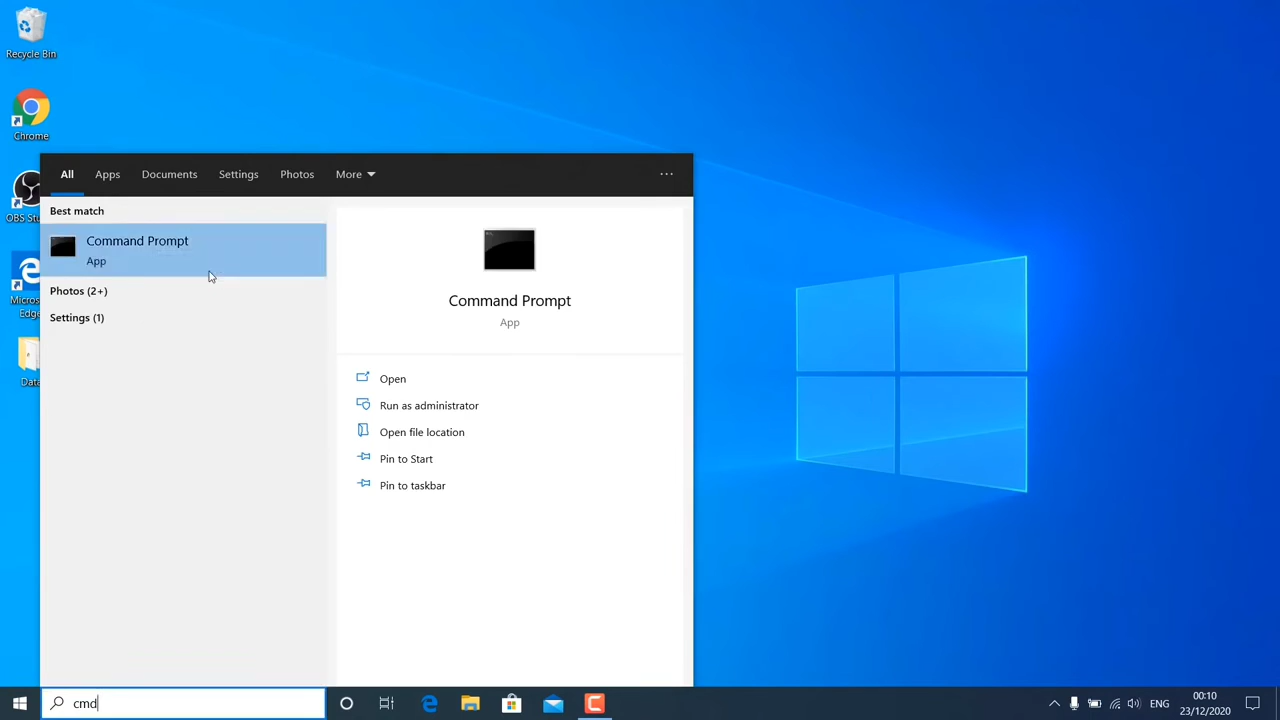 Recycle Bin
Chrome
OBS Stu
Micros
Edge
Data
All Apps Documents Settings Photos More ...
Best match
Command Prompt
App
Photos (2+)
Settings (1)
Command Prompt
App
Open
Run as administrator
Open file location
Pin to Start
Pin to taskbar
cmd
ENG
00:10
23/12/2020